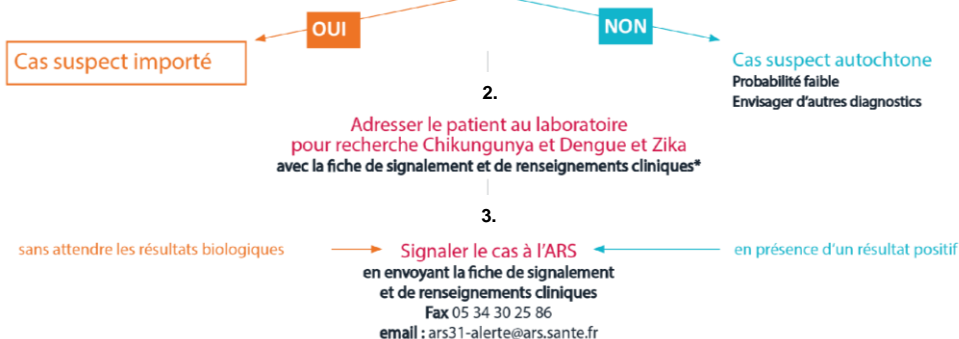 OUI
NON
Cas suspect importé
Cas suspect autochtone
Probabilité faible
Envisager d'autres diagnostics
2.
Adresser le patient au laboratoire
pour recherche Chikungunya et Dengue et Zika
avec la fiche de signalement et de renseignements cliniques*
3.
sans attendre les résultats biologiques
Signaler le cas à l'ARS
en présence d'un résultat positif
en envoyant la fiche de signalement
et de renseignements cliniques
Fax 05 34 30 25 86
email : ars31-alerte@ars.sante.fr